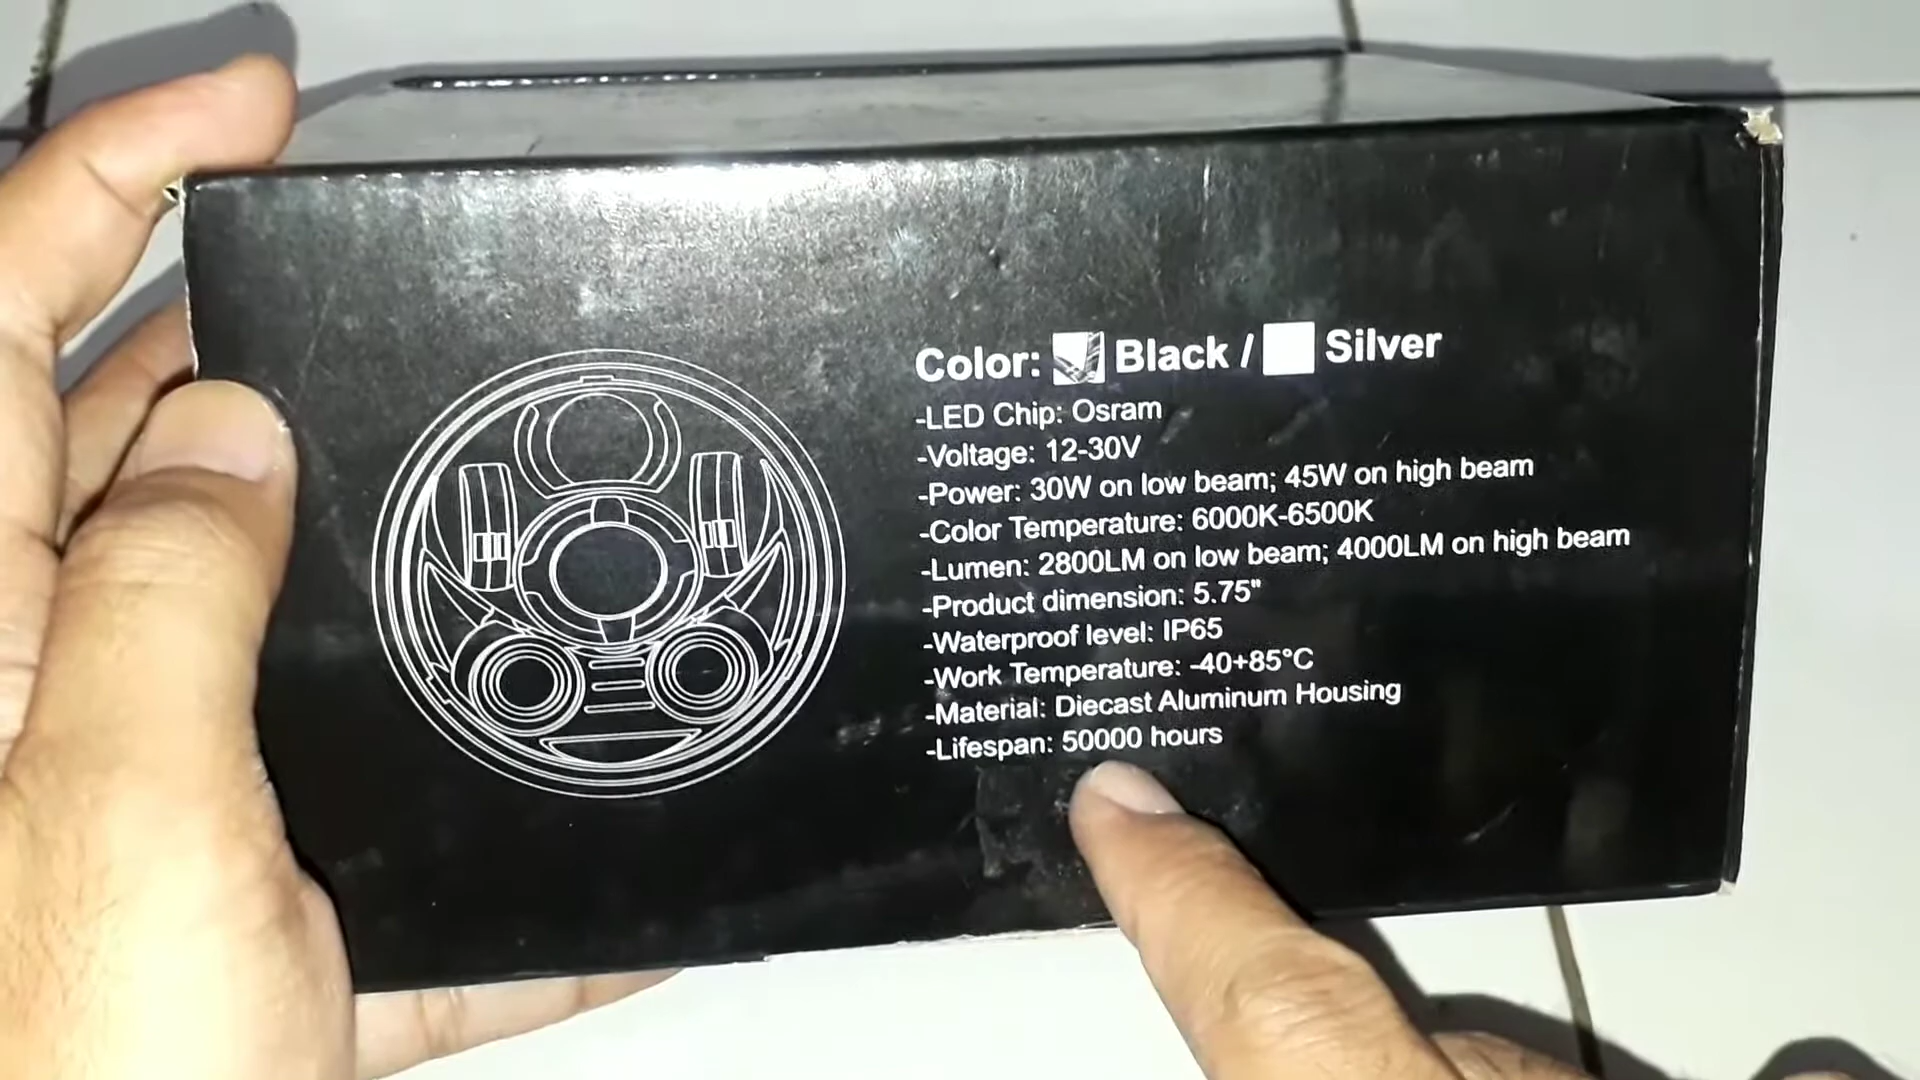 Color: Black / Silver
-LED Chip: Osram
-Voltage: 12-30V
-Power: 30W on low beam; 45W on high beam
-Color Temperature: 6000K-6500K
-Lumen: 2800LM on low beam; 4000LM on high beam
-Product dimension: 5.75"
-Waterproof level: IP65
-Work Temperature: -40+85°C
-Material: Diecast Aluminum Housing
-Lifespan: 50000 hours